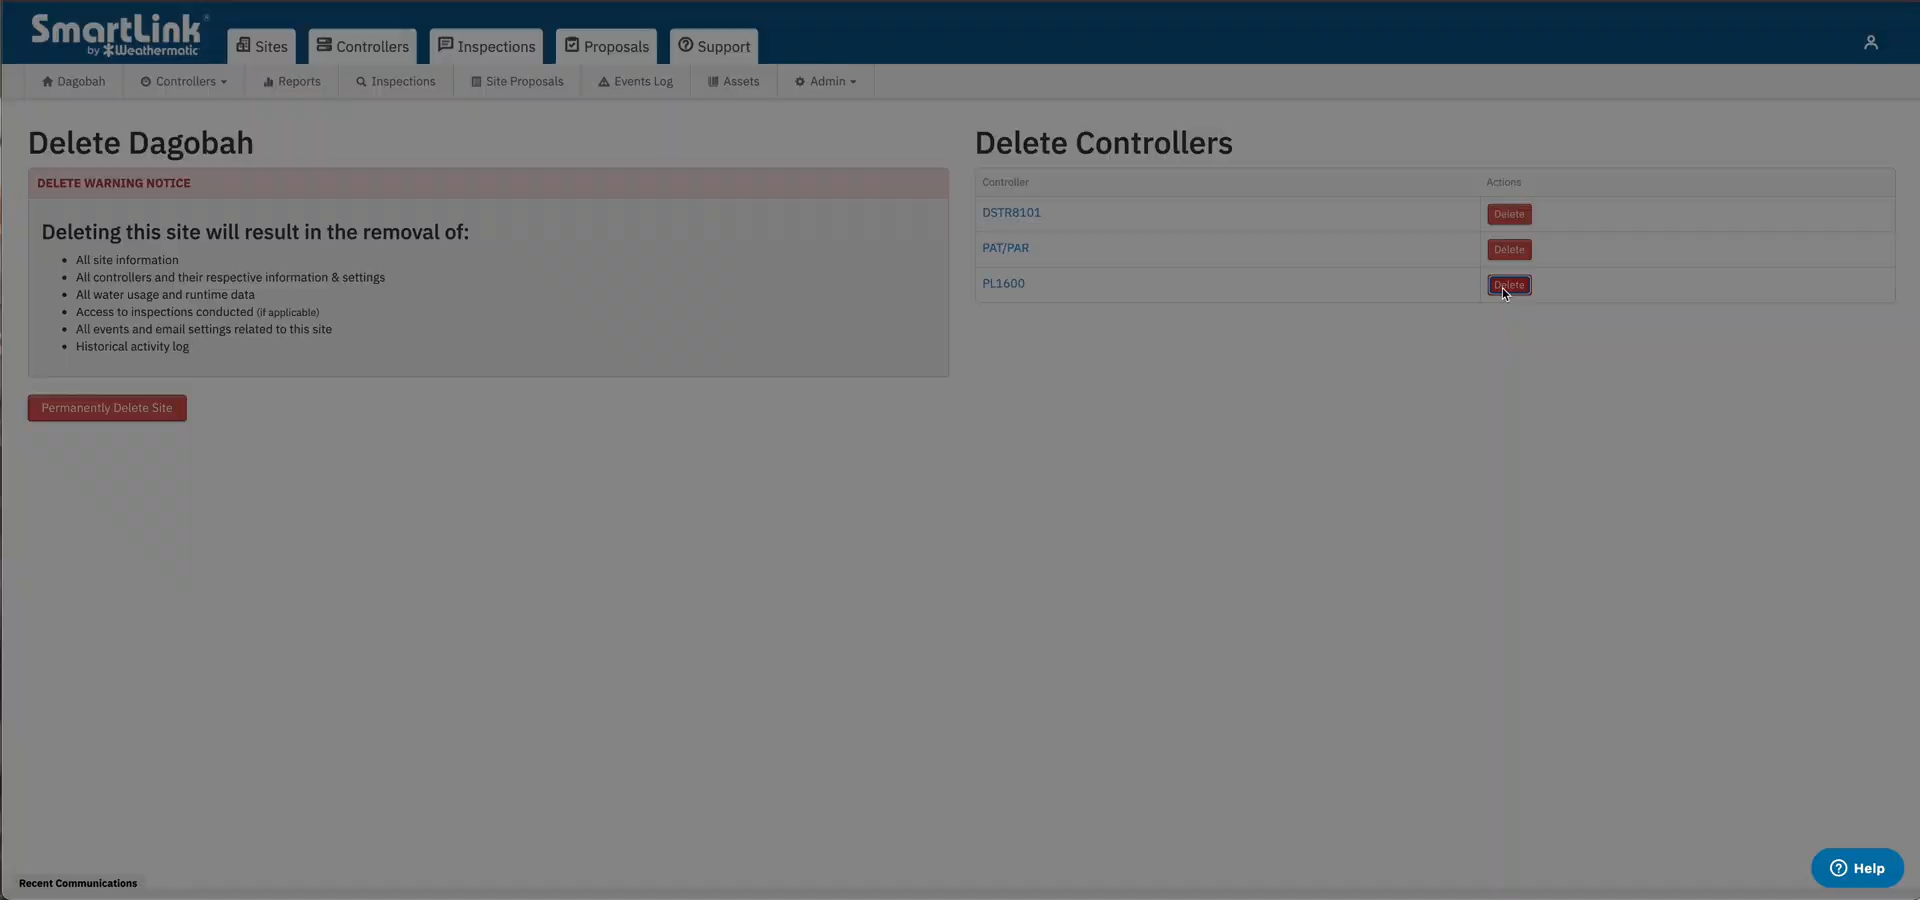 SmartLink
by Weathermatic
Sites
Controllers
Inspections
Proposals
Support
Dagobah
Controllers
Reports
Inspections
Site Proposals
Events Log
Assets
Admin
Delete Dagobah
DELETE WARNING NOTICE
Deleting this site will result in the removal of:
All site information
All controllers and their respective information & settings
All water usage and runtime data
Access to inspections conducted (if applicable)
All events and email settings related to this site
Historical activity log
Permanently Delete Site
Delete Controllers
Controller Actions
DSTR8101 Delete
PAT/PAR Delete
PL1600 Delete
Recent Communications
Help